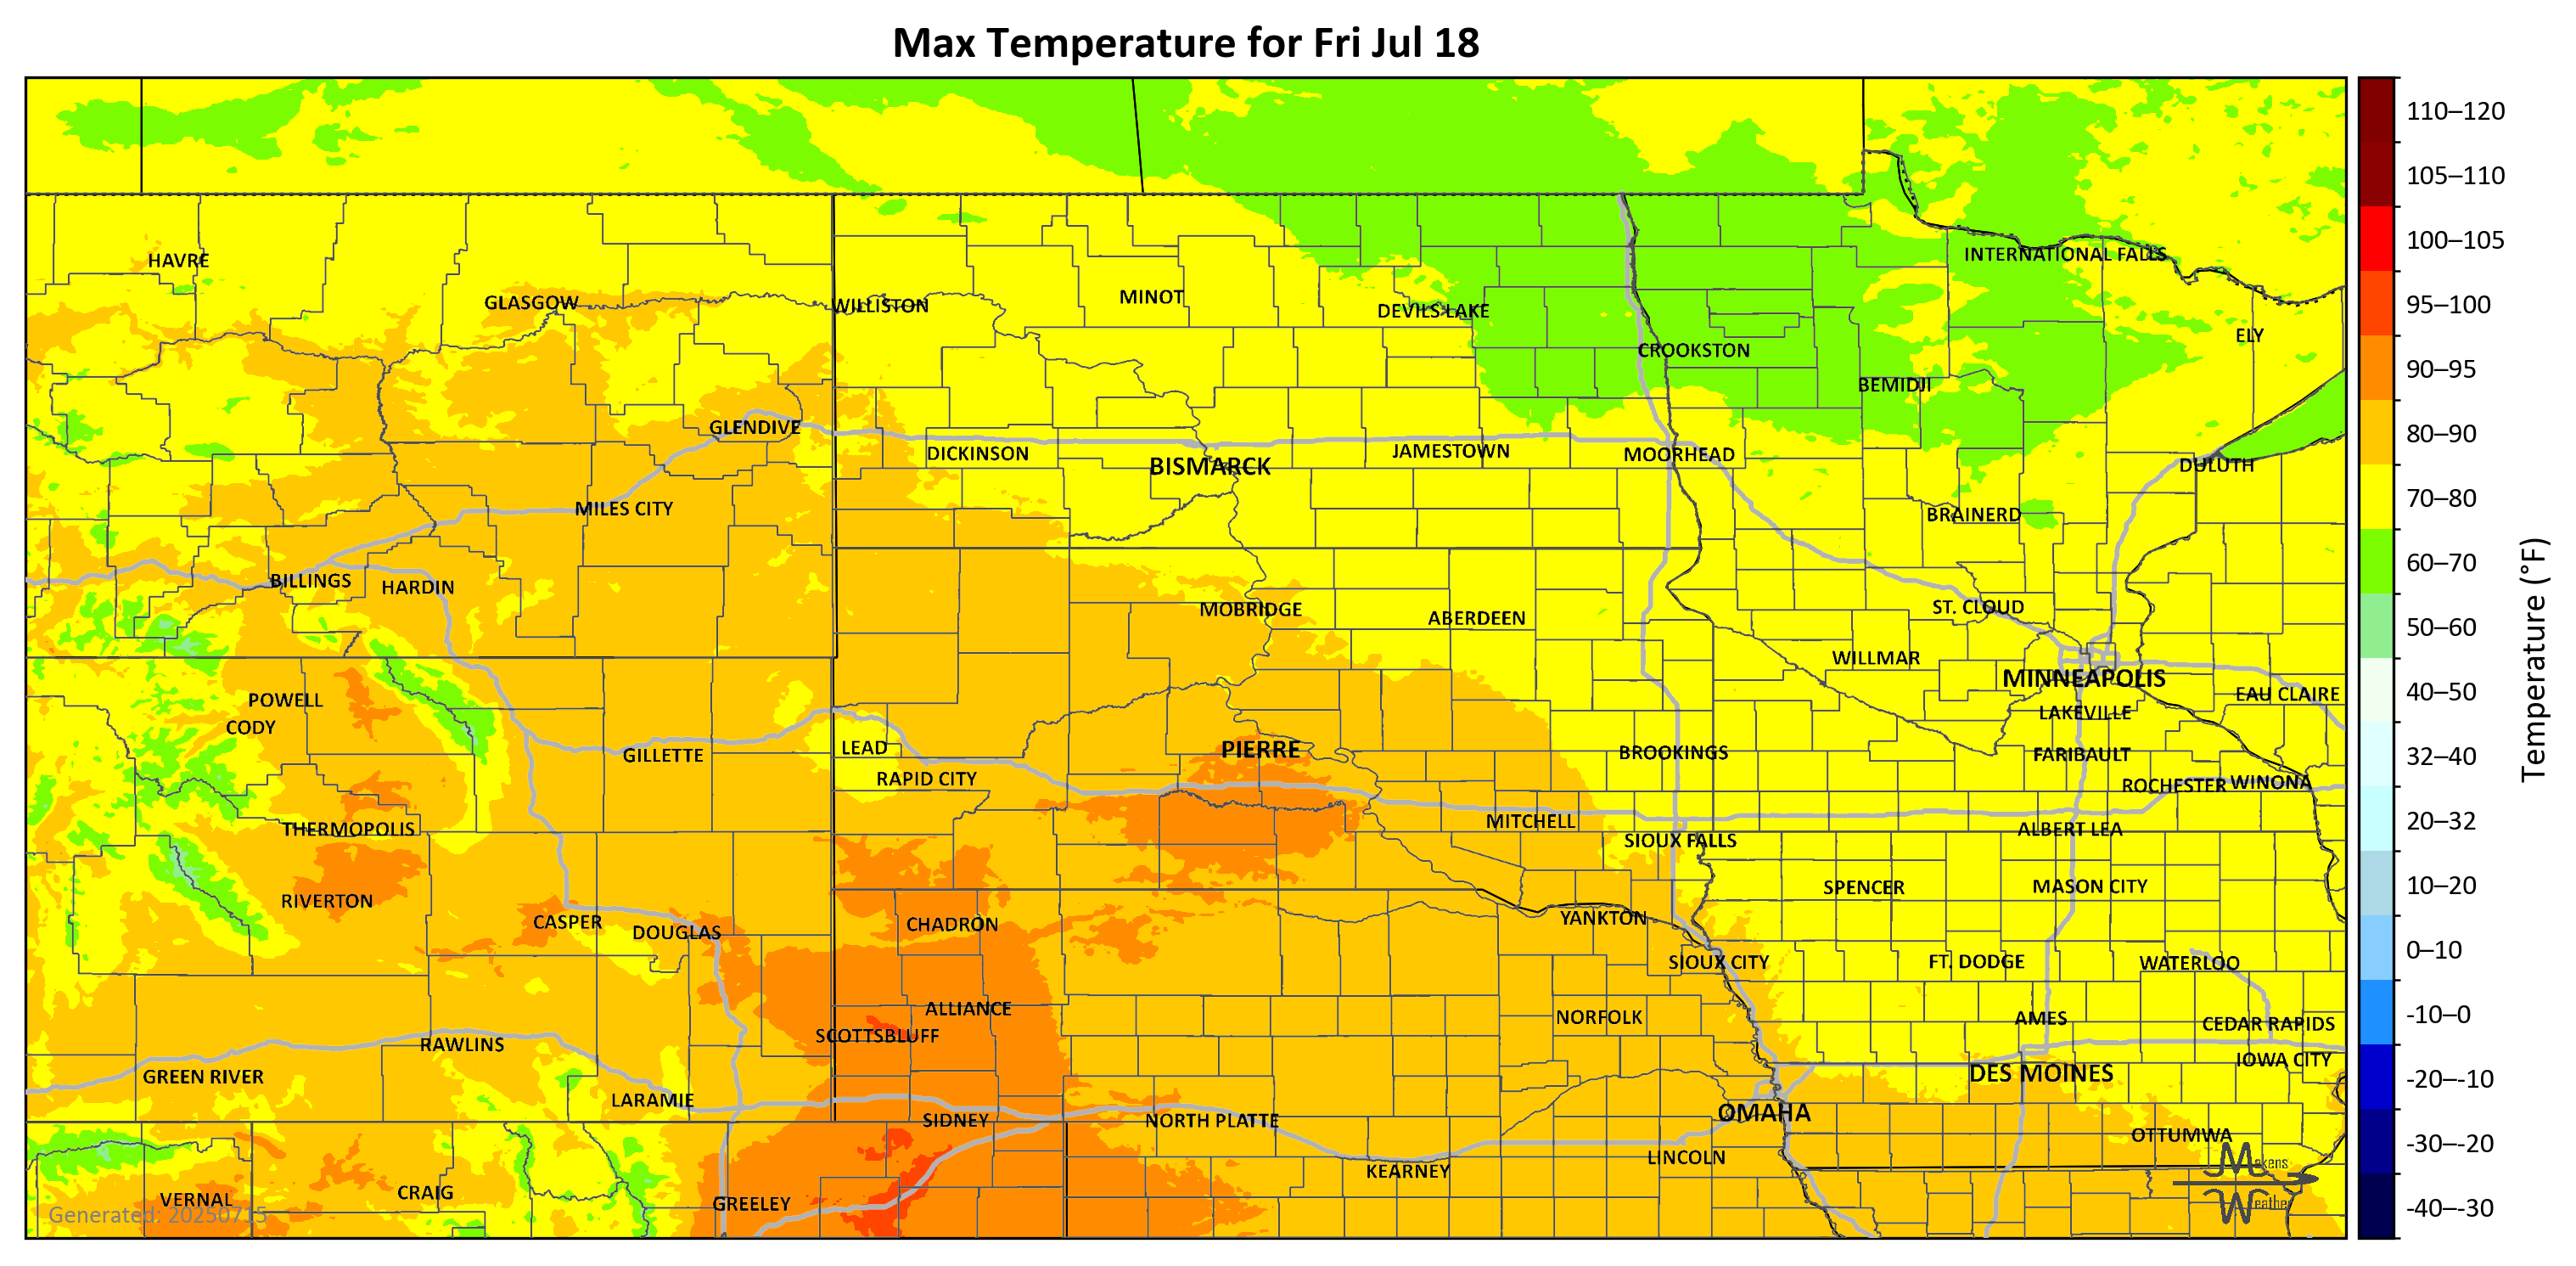 Max Temperature for Fri Jul 18
110–120
105–110
100–105
95–100
90–95
80–90
70–80
60–70
50–60
40–50
32–40
20–32
10–20
0–10
-10–0
-20–-10
-30–-20
-40–-30
Temperature (°F)
HAVRE
GLASGOW
WILLISTON
MINOT
DEVILS LAKE
CROOKSTON
INTERNATIONAL FALLS
ELY
BEMIDJI
GLENDIVE
DICKINSON
BISMARCK
JAMESTOWN
MOORHEAD
DULUTH
MILES CITY
BRAINERD
BILLINGS
HARDIN
MOBRIDGE
ABERDEEN
ST. CLOUD
WILLMAR
MINNEAPOLIS
EAU CLAIRE
POWELL
CODY
LAKEVILLE
GILLETTE
LEAD
RAPID CITY
PIERRE
BROOKINGS
FARIBAULT
ROCHESTER
WINONA
THERMOPOLIS
MITCHELL
SIOUX FALLS
ALBERT LEA
RIVERTON
CASPER
DOUGLAS
CHADRON
YANKTON
SPENCER
MASON CITY
SIOUX CITY
FT. DODGE
WATERLOO
ALLIANCE
SCOTTSBLUFF
NORFOLK
AMES
CEDAR RAPIDS
RAWLINS
GREEN RIVER
IOWA CITY
DES MOINES
LARAMIE
SIDNEY
NORTH PLATTE
OMAHA
OTTUMWA
KEARNEY
LINCOLN
VERNAL
CRAIG
GREELEY
Generated: 20250715
Makens
Weather